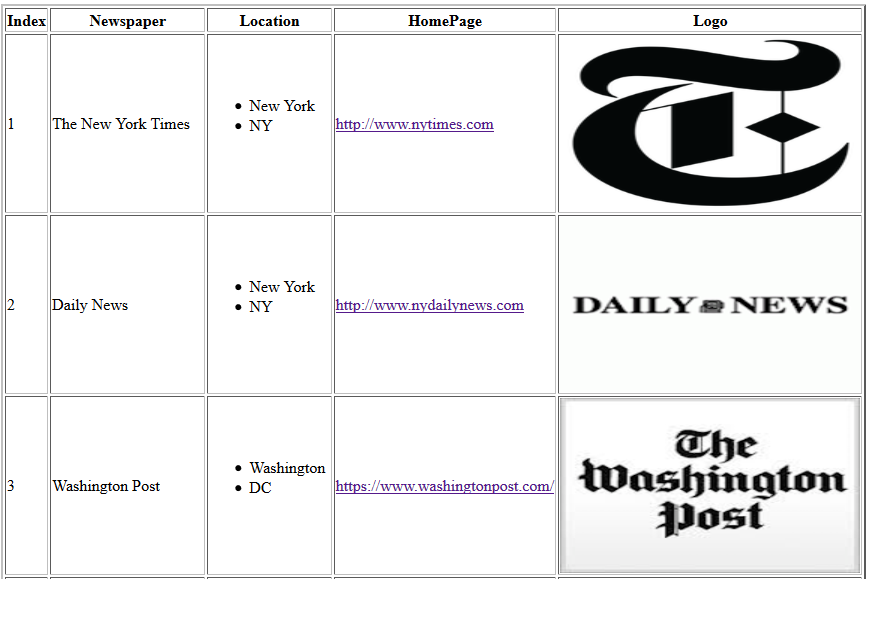 Index Newspaper Location HomePage Logo
1 The New York Times
New York
NY
http://www.nytimes.com
T
2 Daily News
New York
NY
http://www.nydailynews.com
DAILY NEWS
3 Washington Post
Washington
DC
https://www.washingtonpost.com/
The
Washington
Post